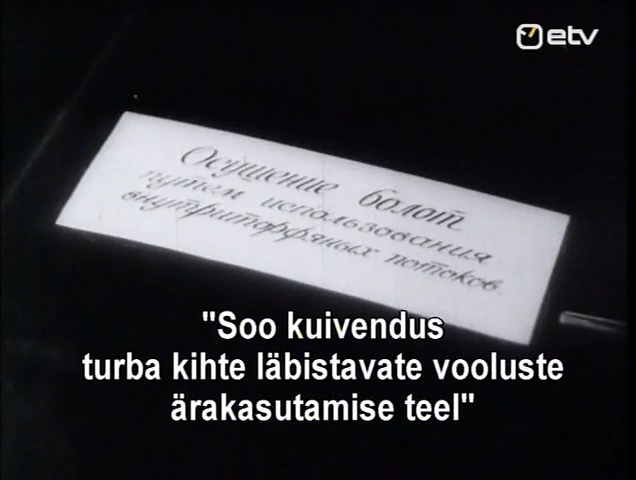 etv
Осушение болот
путем использования
внутриторфяных потоков.
"Soo kuivendus
turba kihte läbistavate vooluste
ärakasutamise teel"